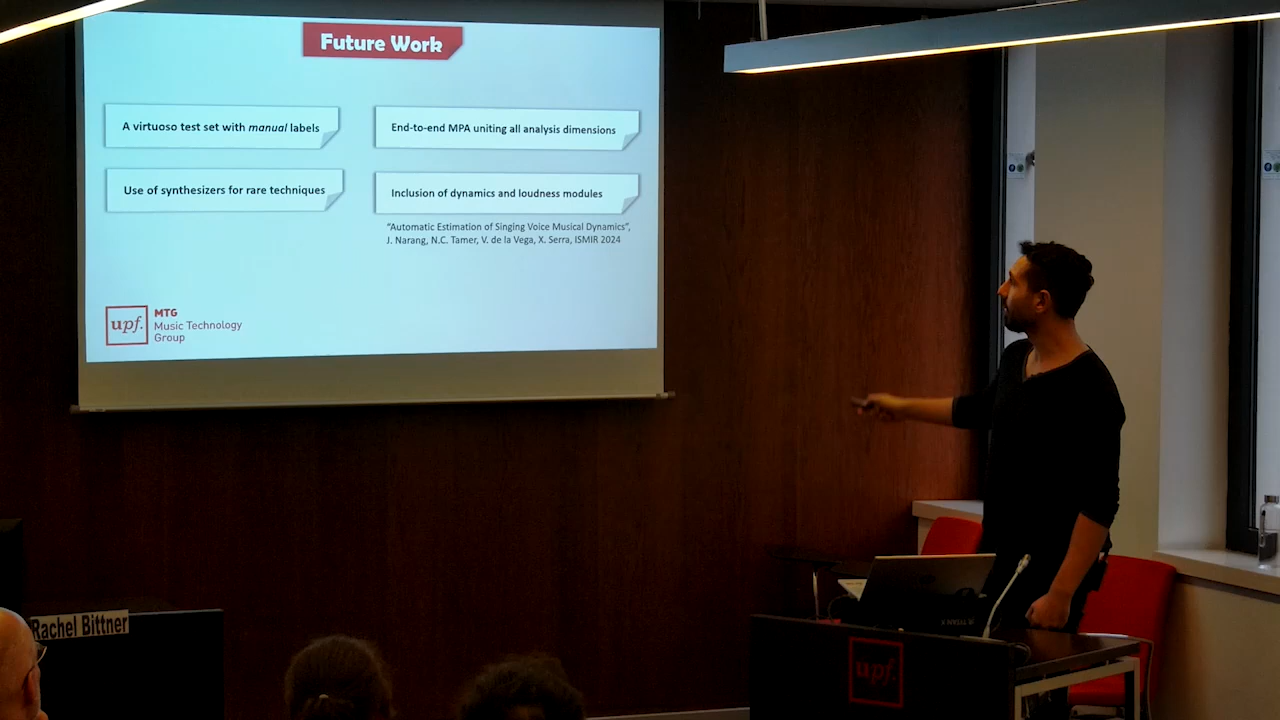 Future Work
A virtuoso test set with manual labels
End-to-end MPA uniting all analysis dimensions
Use of synthesizers for rare techniques
Inclusion of dynamics and loudness modules
“Automatic Estimation of Singing Voice Musical Dynamics”,
J. Narang, N.C. Tamer, V. de la Vega, X. Serra, ISMIR 2024
upf.
MTG
Music Technology
Group
Rachel Bittner
TITAN X
upf.